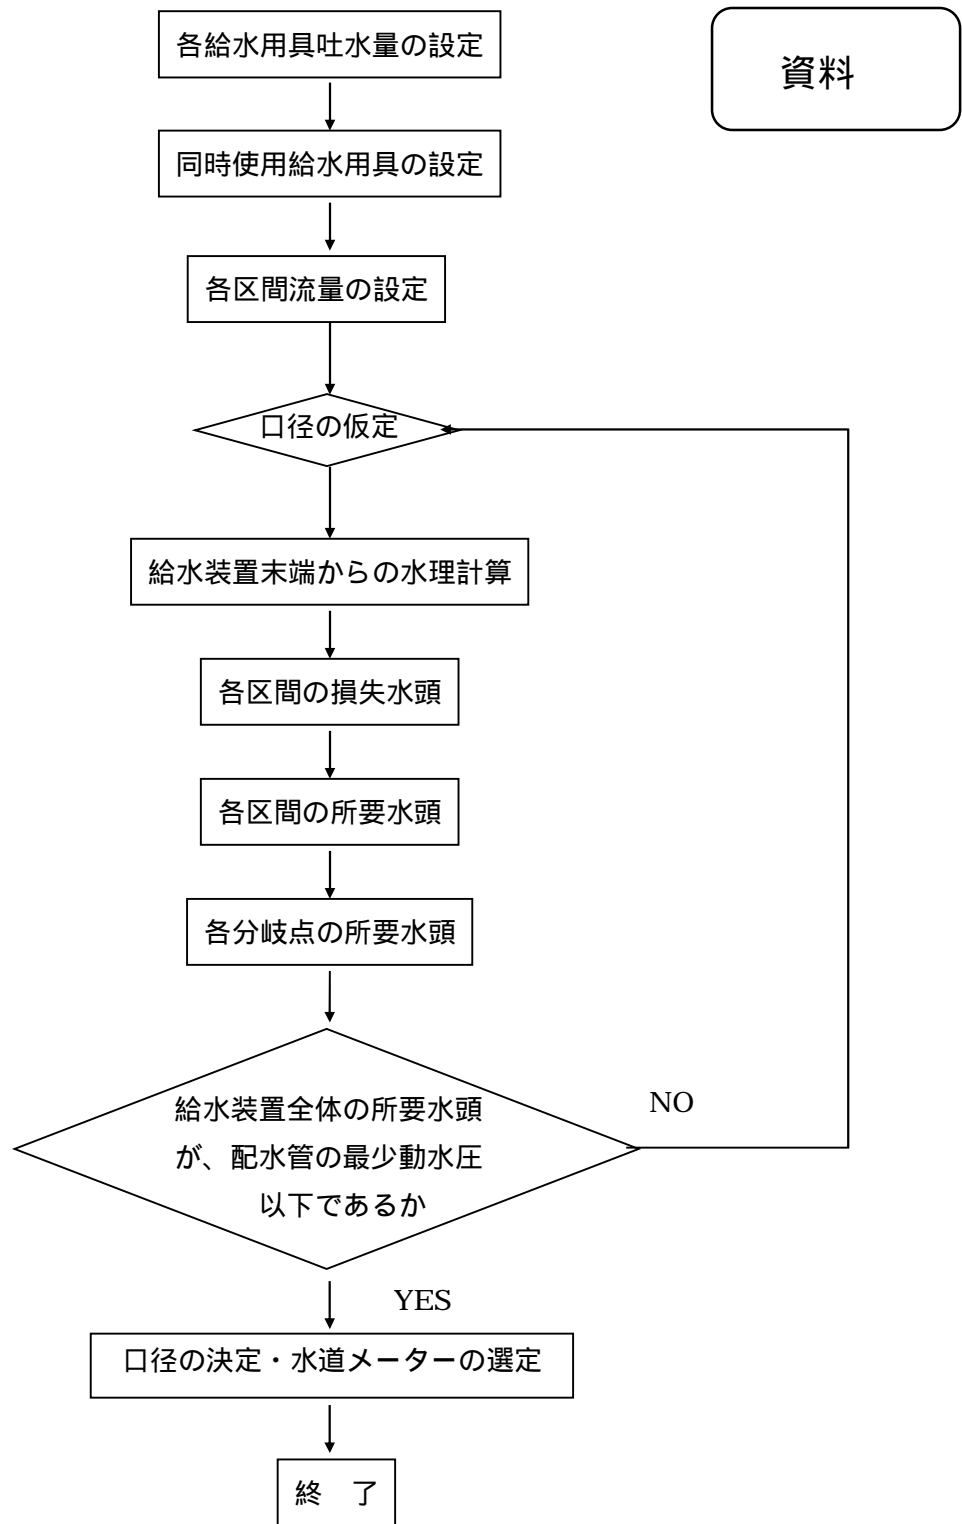 各給水用具吐水量の設定
資料
同時使用給水用具の設定
各区間流量の設定
口径の仮定
給水装置末端からの水理計算
各区間の損失水頭
各区間の所要水頭
各分岐点の所要水頭
給水装置全体の所要水頭
が、配水管の最少動水圧
以下であるか
NO
YES
口径の決定・水道メーターの選定
終　了